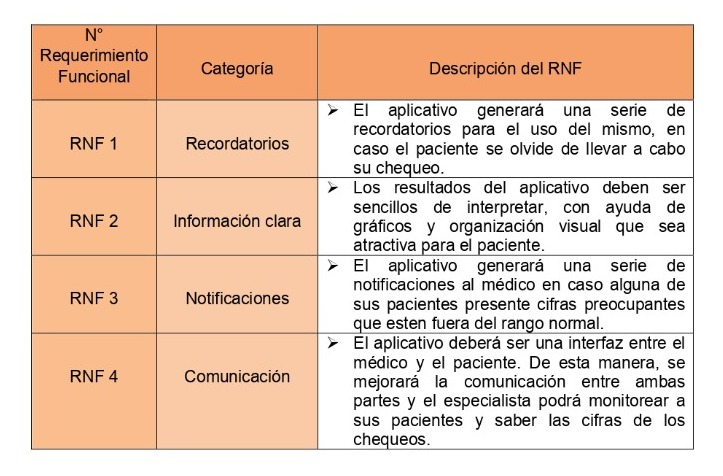 N°
Requerimiento
Funcional
Categoría
Descripción del RNF
RNF 1
Recordatorios
➢ El aplicativo generará una serie de
recordatorios para el uso del mismo, en
caso el paciente se olvide de llevar a cabo
su chequeo.
RNF 2
Información clara
➢ Los resultados del aplicativo deben ser
sencillos de interpretar, con ayuda de
gráficos y organización visual que sea
atractiva para el paciente.
RNF 3
Notificaciones
➢ El aplicativo generará una serie de
notificaciones al médico en caso alguna de
sus pacientes presente cifras preocupantes
que esten fuera del rango normal.
RNF 4
Comunicación
➢ El aplicativo deberá ser una interfaz entre el
médico y el paciente. De esta manera, se
mejorará la comunicación entre ambas
partes y el especialista podrá monitorear a
sus pacientes y saber las cifras de los
chequeos.